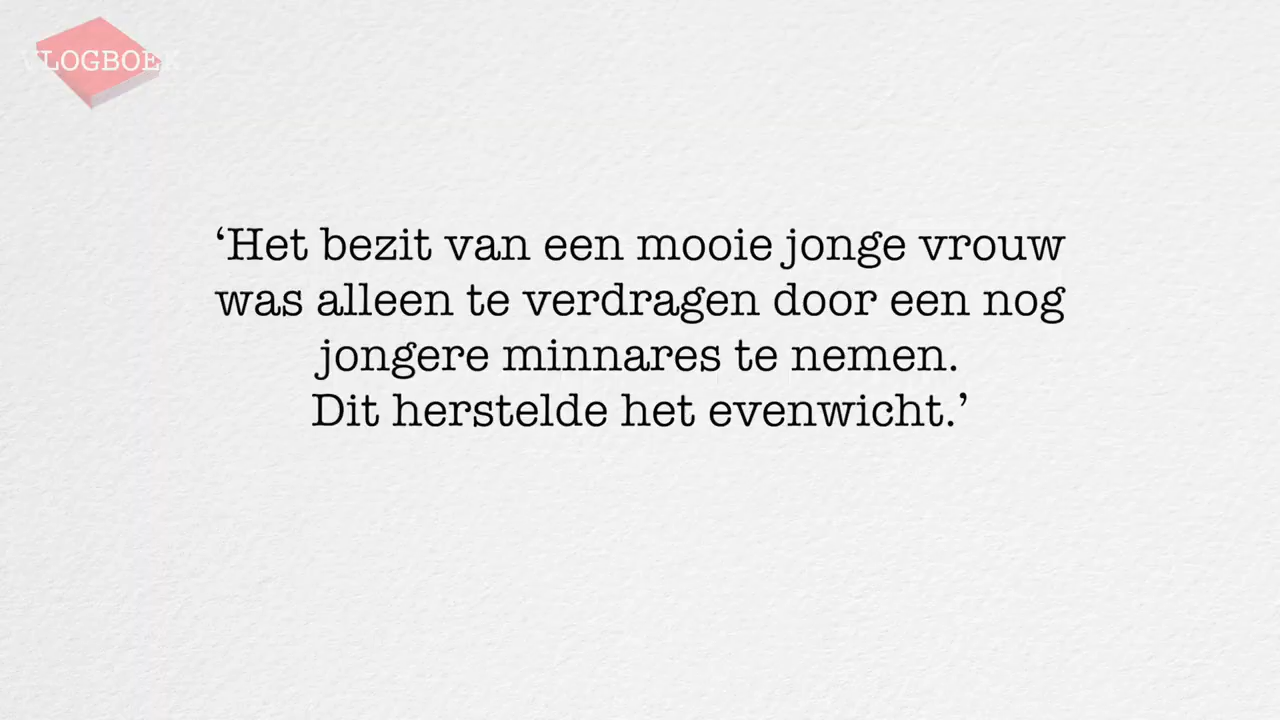 VLOGBOEK
‘Het bezit van een mooie jonge vrouw
was alleen te verdragen door een nog
jongere minnares te nemen.
Dit herstelde het evenwicht.’